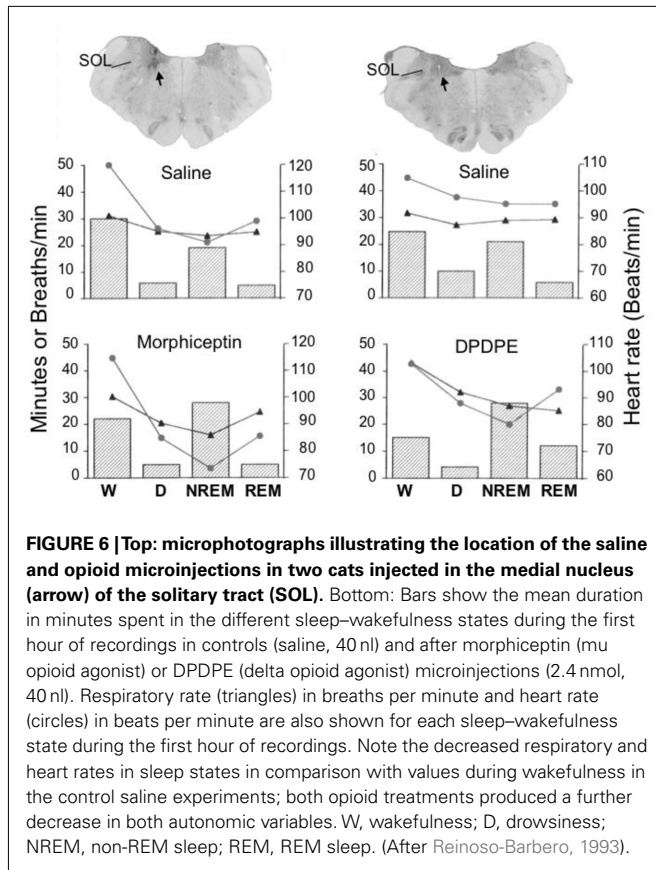 SOL
SOL
Saline
Saline
50
40
30
20
10
0
120
110
100
90
80
70
50
40
30
20
10
0
110
100
90
80
70
60
Minutes or Breaths/min
Heart rate (Beats/min)
Morphiceptin
DPDPE
50
40
30
20
10
0
120
110
100
90
80
70
50
40
30
20
10
0
110
100
90
80
70
60
W D NREM REM
W D NREM REM
FIGURE 6 | Top: microphotographs illustrating the location of the saline
and opioid microinjections in two cats injected in the medial nucleus
(arrow) of the solitary tract (SOL). Bottom: Bars show the mean duration
in minutes spent in the different sleep–wakefulness states during the first
hour of recordings in controls (saline, 40 nl) and after morphiceptin (mu
opioid agonist) or DPDPE (delta opioid agonist) microinjections (2.4 nmol,
40 nl). Respiratory rate (triangles) in breaths per minute and heart rate
(circles) in beats per minute are also shown for each sleep–wakefulness
state during the first hour of recordings. Note the decreased respiratory and
heart rates in sleep states in comparison with values during wakefulness in
the control saline experiments; both opioid treatments produced a further
decrease in both autonomic variables. W, wakefulness; D, drowsiness;
NREM, non-REM sleep; REM, REM sleep. (After Reinoso-Barbero, 1993).